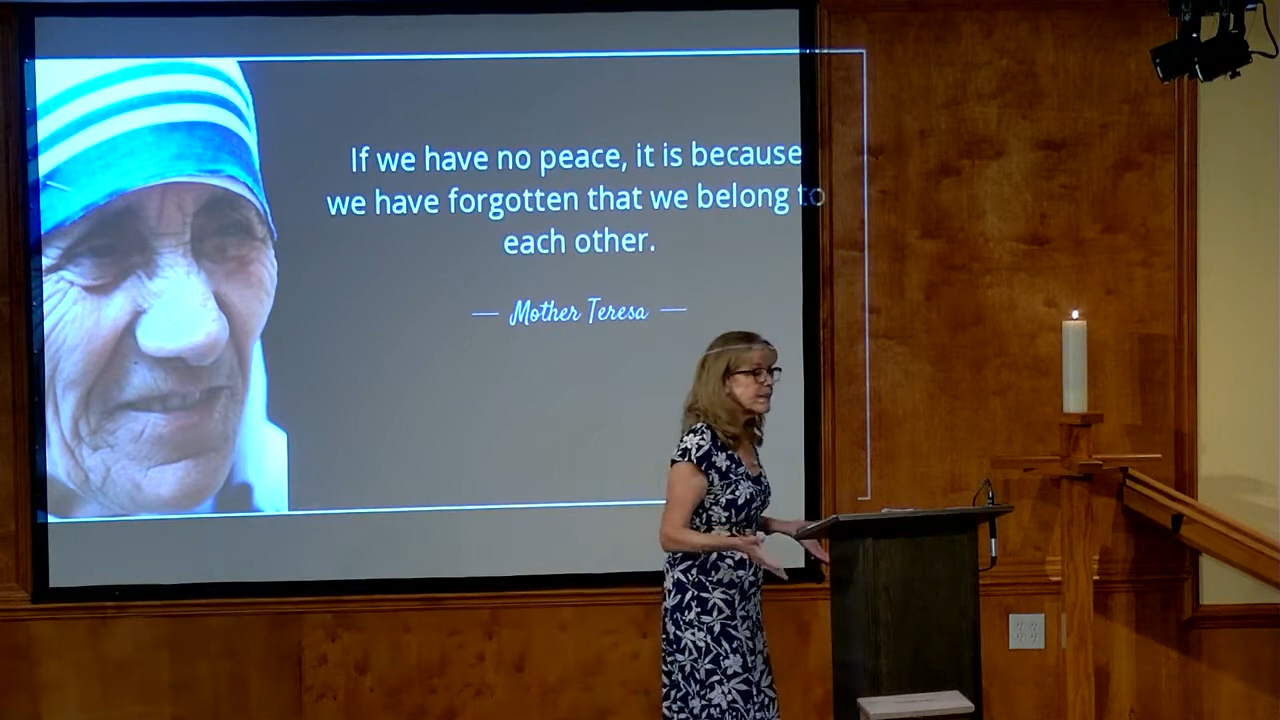 If we have no peace, it is because
we have forgotten that we belong to
each other.
— Mother Teresa —